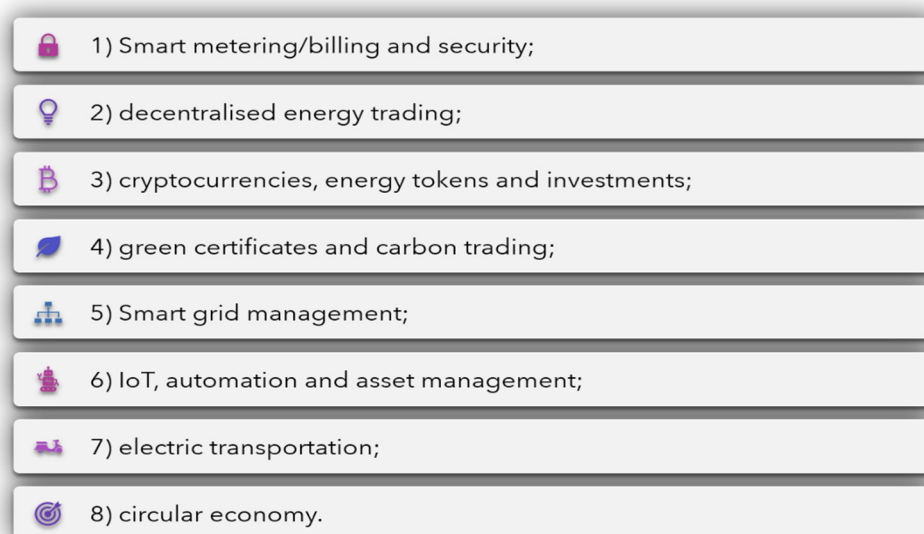 1) Smart metering/billing and security;
2) decentralised energy trading;
3) cryptocurrencies, energy tokens and investments;
4) green certificates and carbon trading;
5) Smart grid management;
6) IoT, automation and asset management;
7) electric transportation;
8) circular economy.